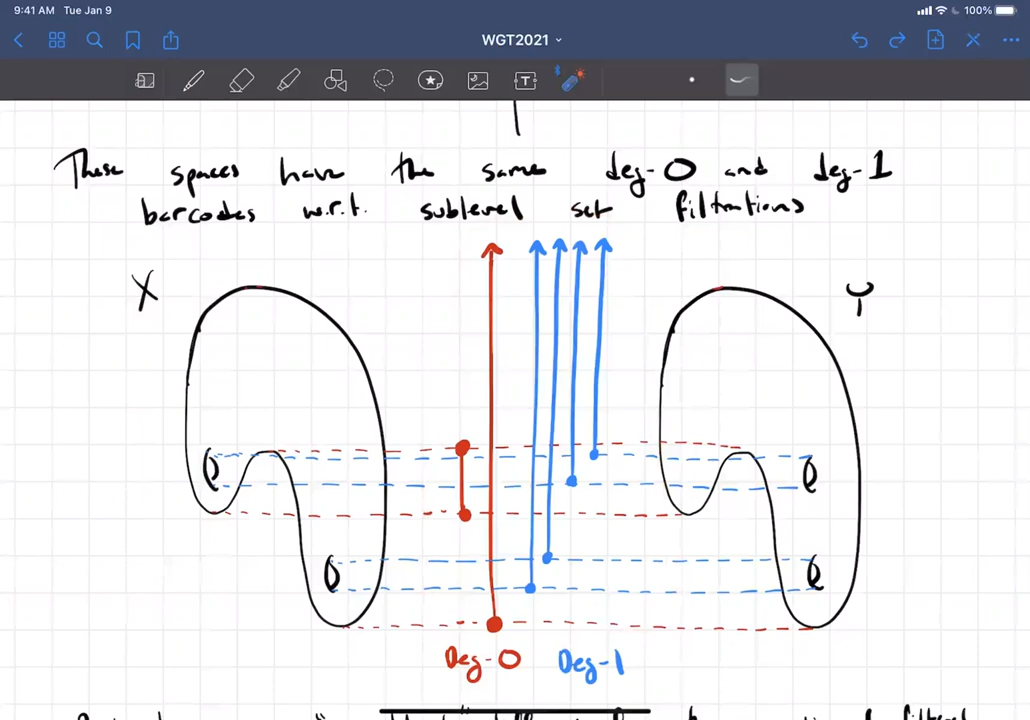 9:41 AM Tue Jan 9
100%
WGT2021
These spaces have the same deg-0 and deg-1
barcodes w.r.t. sublevel set filtrations
X
Y
Deg-0
Deg-1